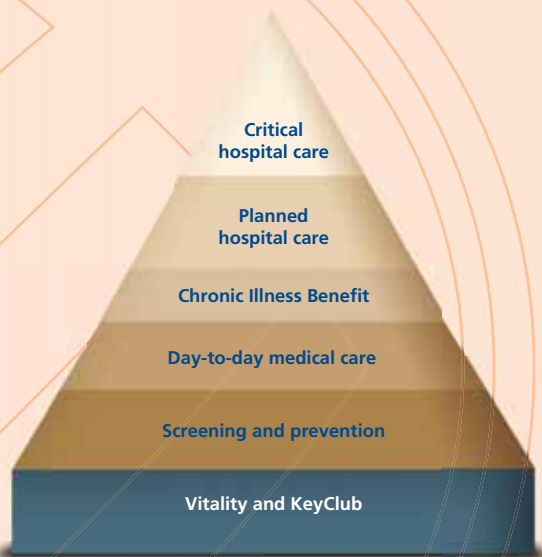 Critical
hospital care
Planned
hospital care
Chronic Illness Benefit
Day-to-day medical care
Screening and prevention
Vitality and KeyClub